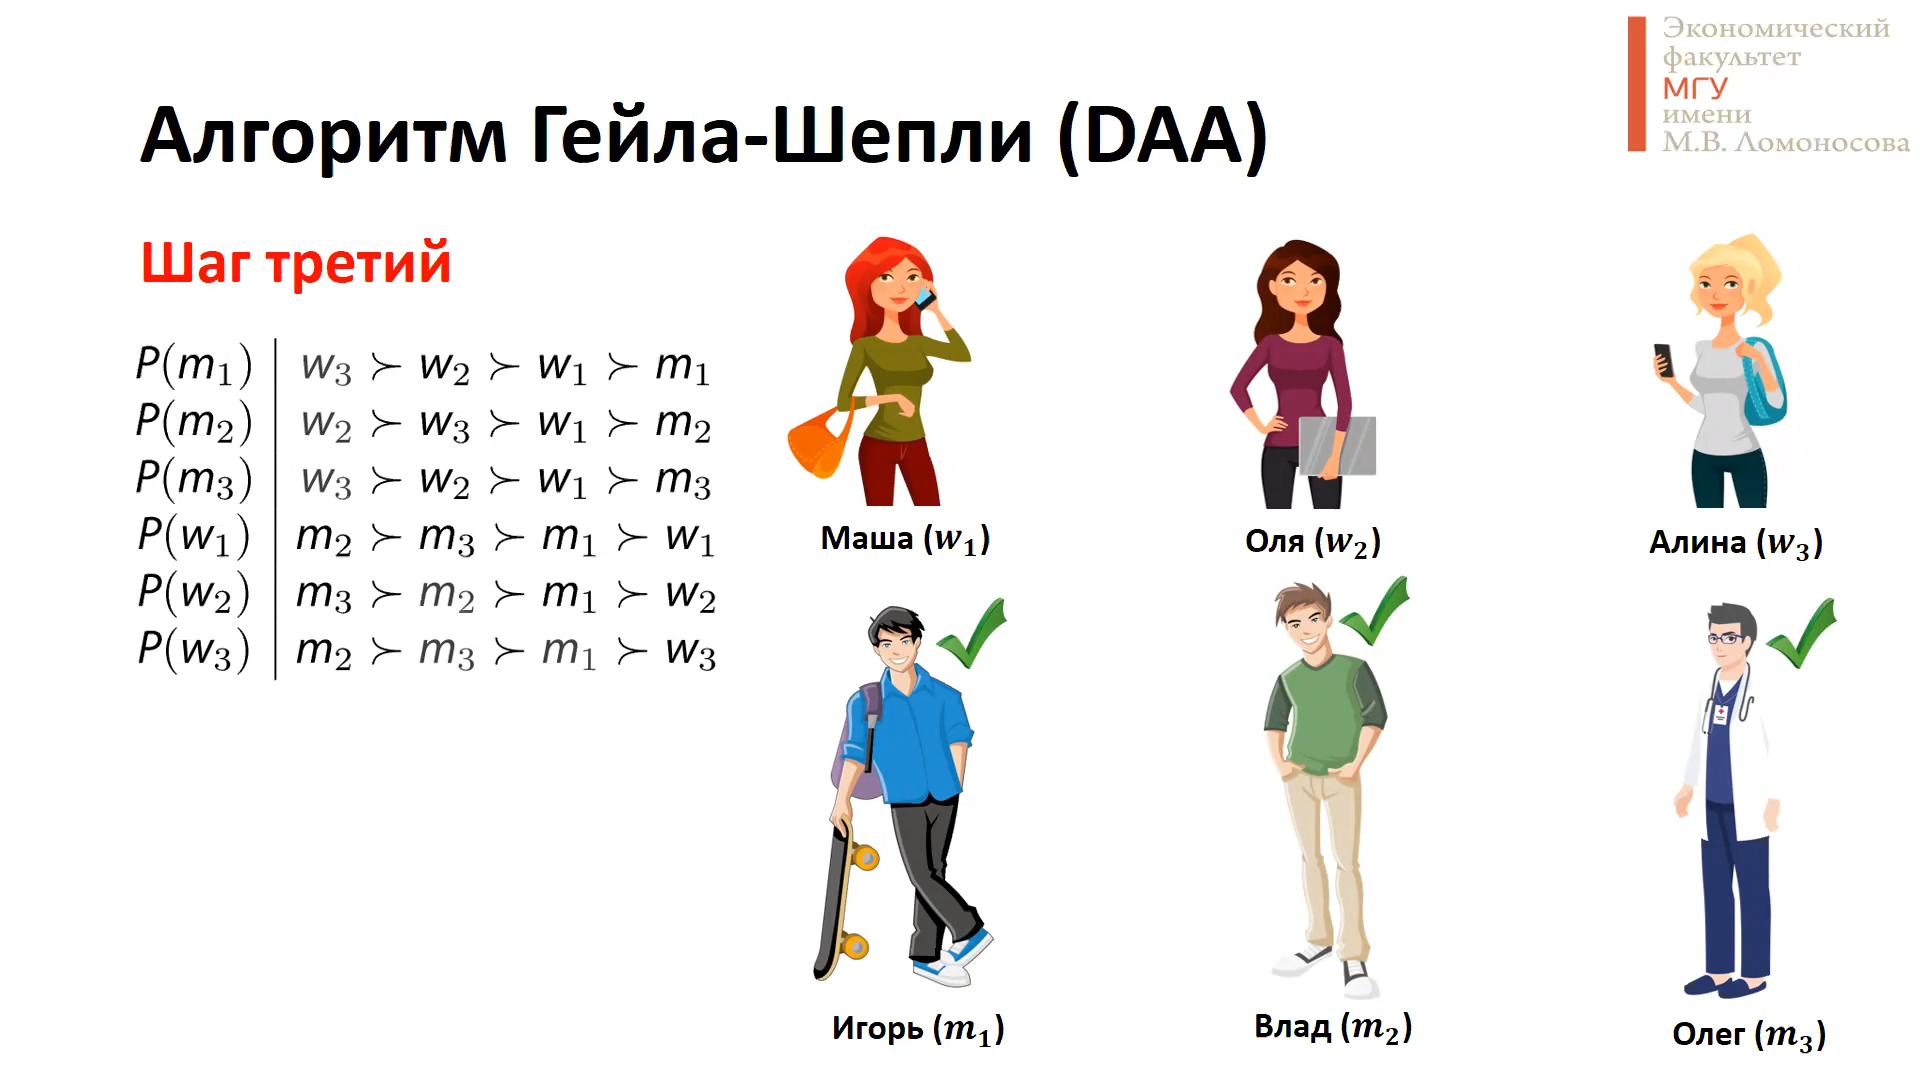 Экономический
факультет
МГУ
имени
М.В. Ломоносова
Алгоритм Гейла-Шепли (DAA)
Шаг третий
P(m₁) | w₃ ≻ w₂ ≻ w₁ ≻ m₁
P(m₂) | w₂ ≻ w₃ ≻ w₁ ≻ m₂
P(m₃) | w₃ ≻ w₂ ≻ w₁ ≻ m₃
P(w₁) | m₂ ≻ m₃ ≻ m₁ ≻ w₁
P(w₂) | m₃ ≻ m₂ ≻ m₁ ≻ w₂
P(w₃) | m₂ ≻ m₃ ≻ m₁ ≻ w₃
Маша (w₁)
Оля (w₂)
Алина (w₃)
Игорь (m₁)
Влад (m₂)
Олег (m₃)